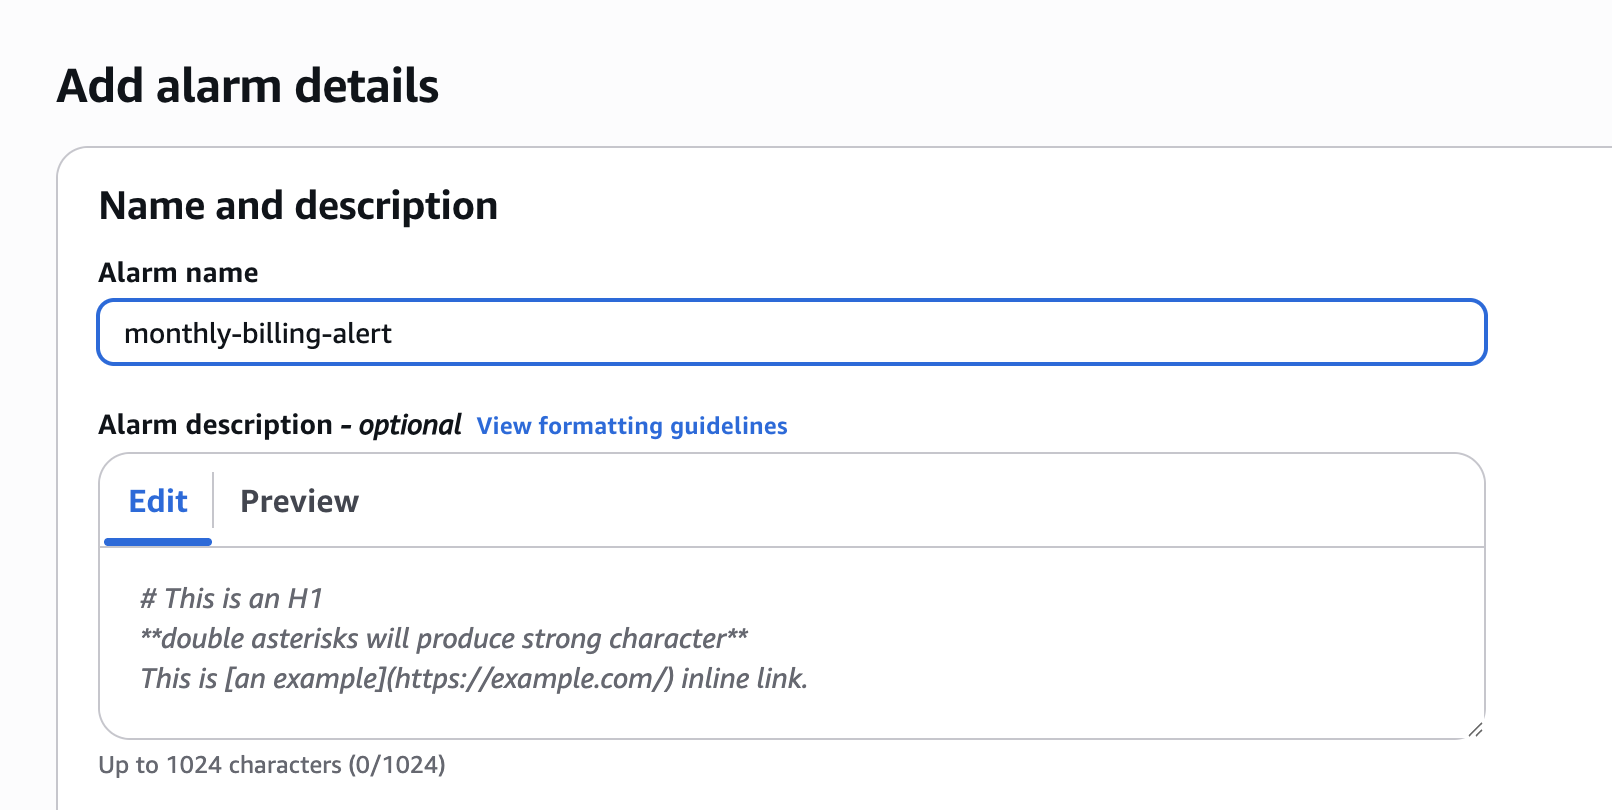 Add alarm details
Name and description
Alarm name
monthly-billing-alert
Alarm description - optional View formatting guidelines
Edit Preview
# This is an H1
**double asterisks will produce strong character**
This is [an example](https://example.com/) inline link.
Up to 1024 characters (0/1024)